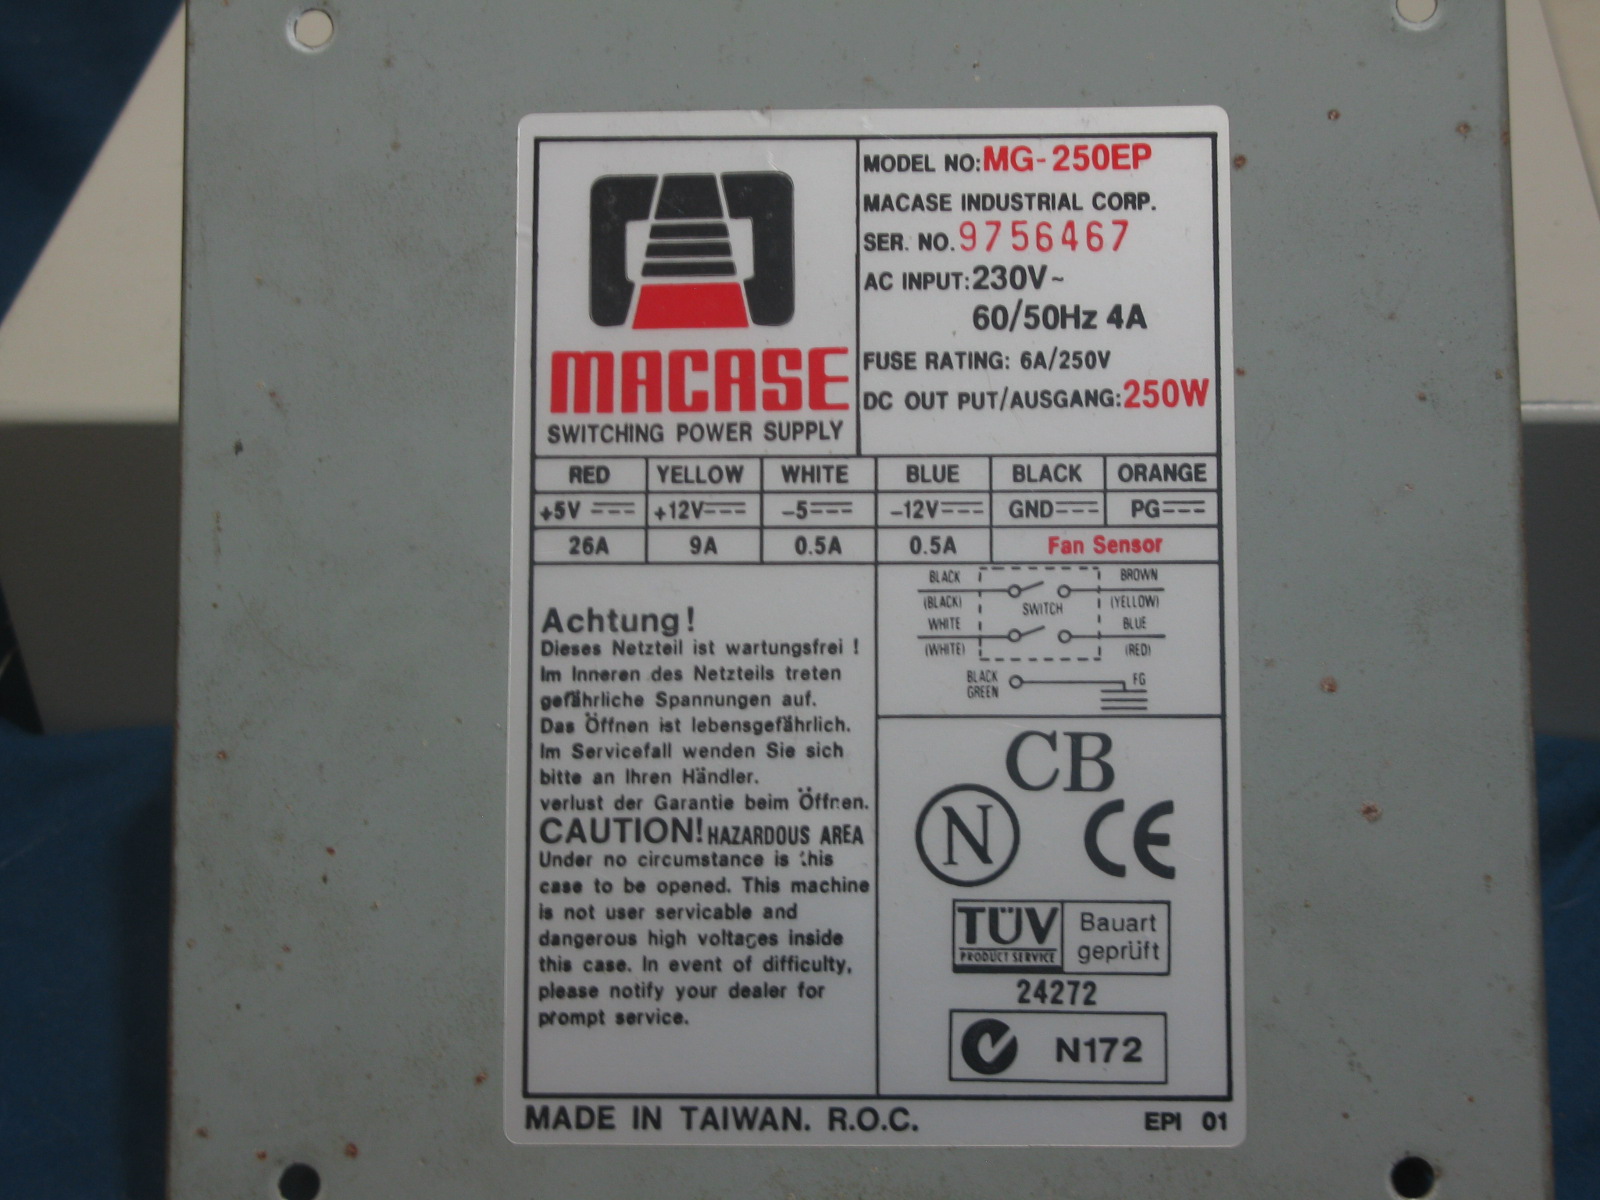 MODEL NO:MG-250EP
MACASE INDUSTRIAL CORP.
SER. NO.9756467
AC INPUT:230V~
60/50Hz 4A
FUSE RATING: 6A/250V
DC OUT PUT/AUSGANG:250W
MACASE
SWITCHING POWER SUPPLY
RED YELLOW WHITE BLUE BLACK ORANGE
+5V +12V -5 -12V GND PG
26A 9A 0.5A 0.5A Fan Sensor
Achtung!
Dieses Netzteil ist wartungsfrei !
Im Inneren des Netzteils treten
gefährliche Spannungen auf.
Das Öffnen ist lebensgefährlich.
Im Servicefall wenden Sie sich
bitte an Ihren Händler.
verlust der Garantie beim Öffnen.
CAUTION! HAZARDOUS AREA
Under no circumstance is this
case to be opened. This machine
is not user servicable and
dangerous high voltages inside
this case. In event of difficulty,
please notify your dealer for
prompt service.
BLACK BROWN
(BLACK) SWITCH (YELLOW)
WHITE BLUE
(WHITE) (RED)
BLACK FG
GREEN
CB
N CE
TÜV Bauart
PRODUCT SERVICE geprüft
24272
N172
MADE IN TAIWAN. R.O.C. EPI 01